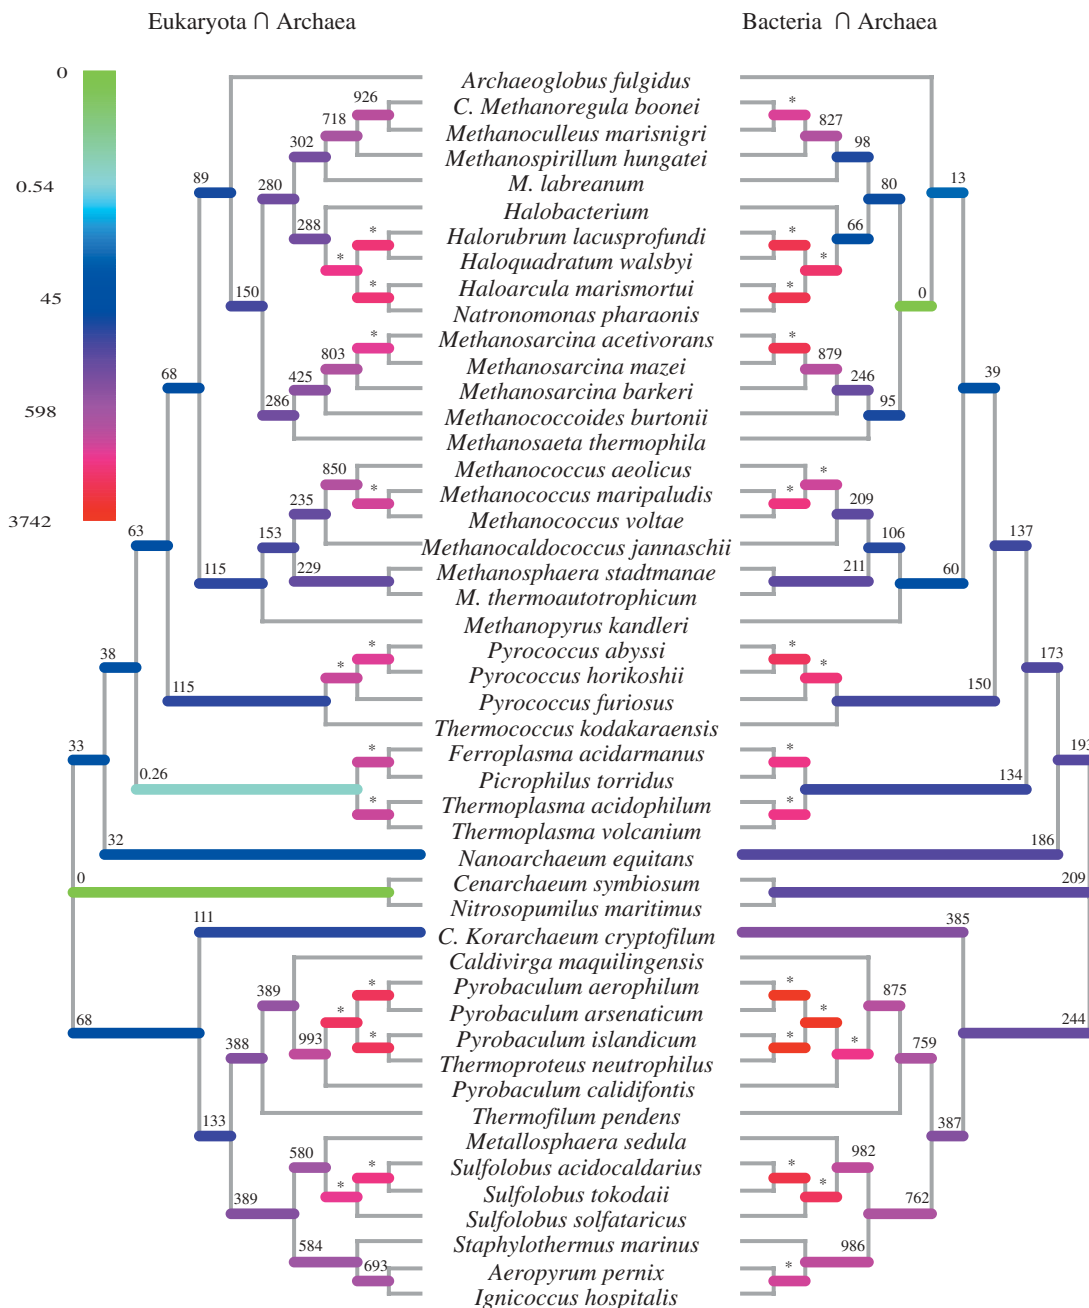 Eukaryota ∩ Archaea
Bacteria ∩ Archaea
0
0.54
45
598
3742
Archaeoglobus fulgidus
C. Methanoregula boonei
Methanoculleus marisnigri
Methanospirillum hungatei
M. labreanum
Halobacterium
Halorubrum lacusprofundi
Haloquadratum walsbyi
Haloarcula marismortui
Natronomonas pharaonis
Methanosarcina acetivorans
Methanosarcina mazei
Methanosarcina barkeri
Methanococcoides burtonii
Methanosaeta thermophila
Methanococcus aeolicus
Methanococcus maripaludis
Methanococcus voltae
Methanocaldococcus jannaschii
Methanosphaera stadtmanae
M. thermoautotrophicum
Methanopyrus kandleri
Pyrococcus abyssi
Pyrococcus horikoshii
Pyrococcus furiosus
Thermococcus kodakaraensis
Ferroplasma acidarmanus
Picrophilus torridus
Thermoplasma acidophilum
Thermoplasma volcanium
Nanoarchaeum equitans
Cenarchaeum symbiosum
Nitrosopumilus maritimus
C. Korarchaeum cryptofilum
Caldivirga maquilingensis
Pyrobaculum aerophilum
Pyrobaculum arsenaticum
Pyrobaculum islandicum
Thermoproteus neutrophilus
Pyrobaculum calidifontis
Thermofilum pendens
Metallosphaera sedula
Sulfolobus acidocaldarius
Sulfolobus tokodaii
Sulfolobus solfataricus
Staphylothermus marinus
Aeropyrum pernix
Ignicoccus hospitalis
926
718
302
89
280
288
*
*
*
150
*
803
425
68
286
850
*
235
63
153
115
229
38
*
*
115
33
*
0.26
*
32
0
111
389
*
*
*
68
993
388
133
580
*
*
389
584
693
*
827
98
13
80
66
*
*
*
0
*
879
246
39
95
*
*
209
137
106
211
60
173
*
*
150
193
*
134
*
186
209
385
875
*
*
*
*
244
759
387
982
*
*
762
986
*